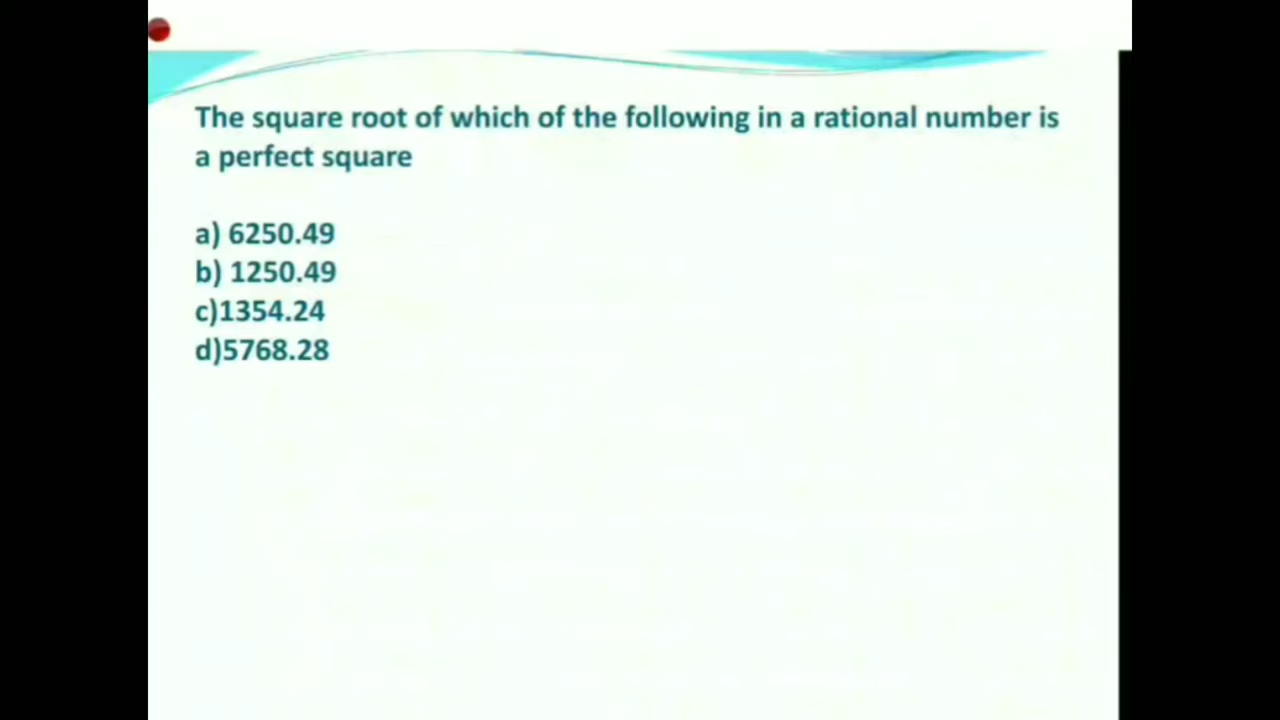 The square root of which of the following in a rational number is
a perfect square
a) 6250.49
b) 1250.49
c)1354.24
d)5768.28